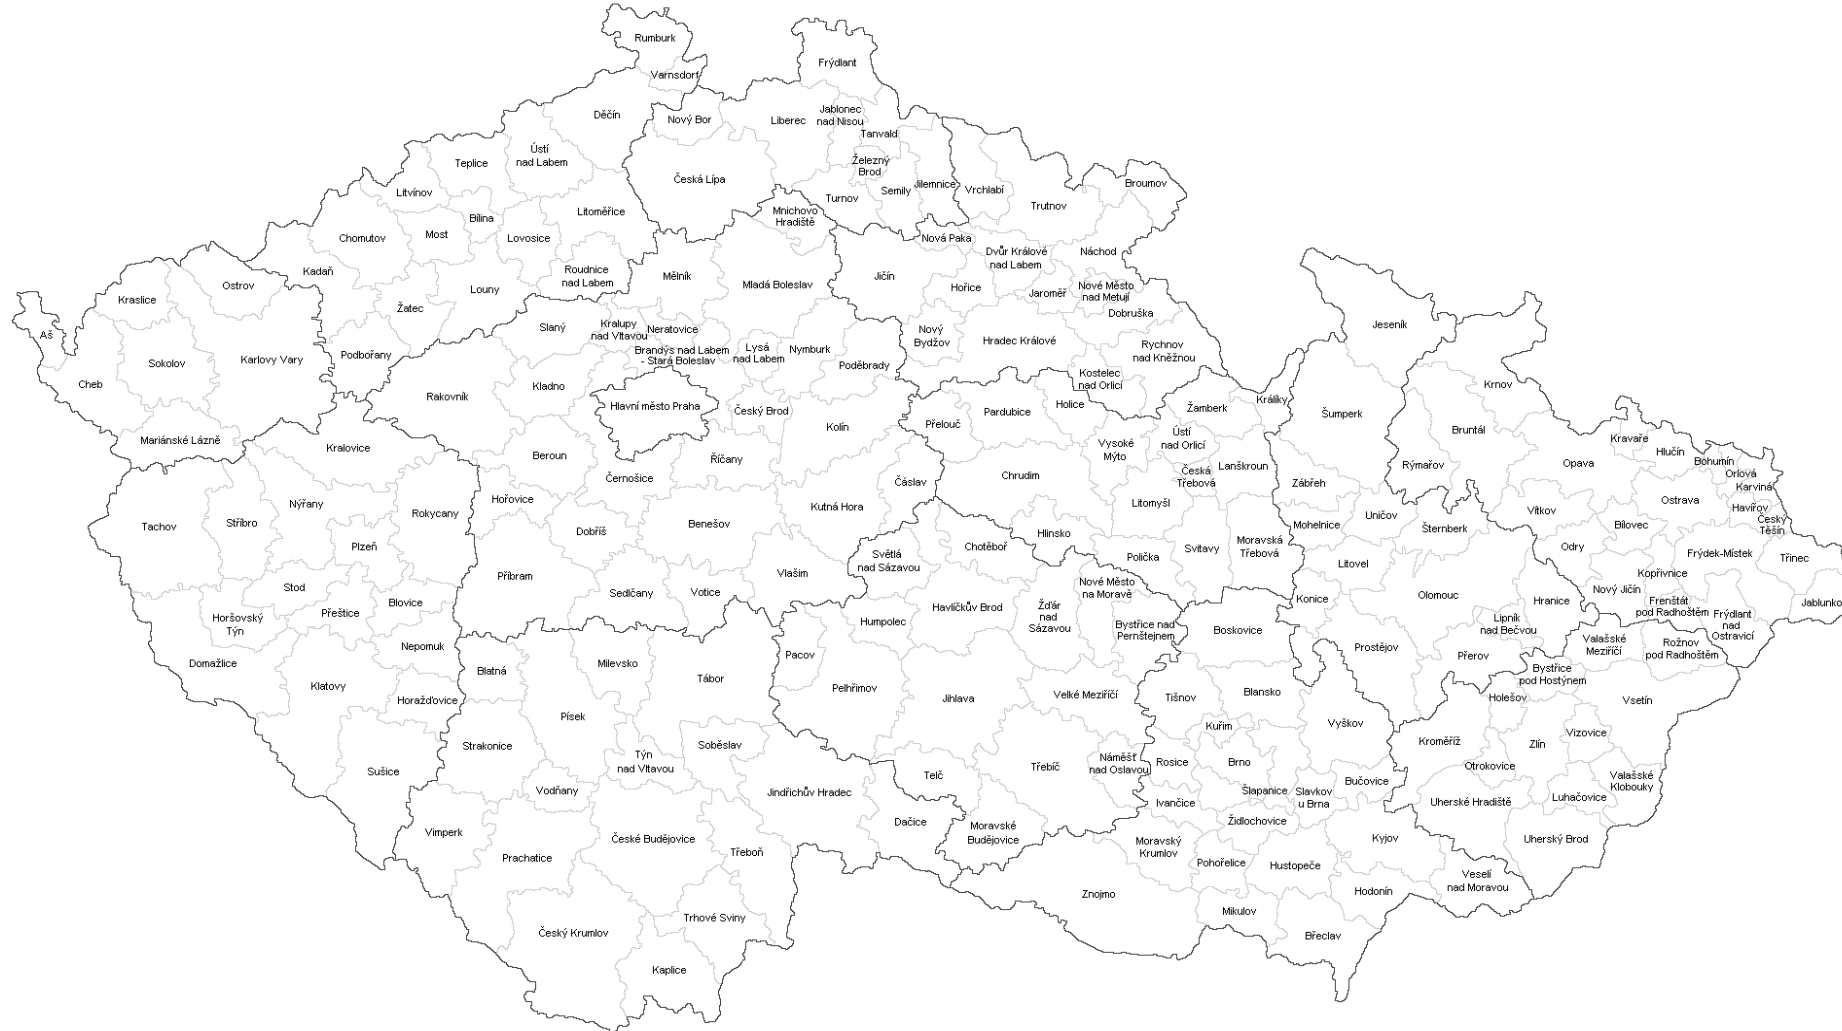 Rumburk
Varnsdorf
Frýdlant
Děčín
Nový Bor
Liberec
Jablonec
nad Nisou
Tanvald
Ústí
nad Labem
Teplice
Železný
Brod
Česká Lípa
Litvínov
Semily
Jilemnice
Vrchlabí
Broumov
Turnov
Trutnov
Mnichovo
Hradiště
Bílina
Litoměřice
Most
Lovosice
Chomutov
Nová Paka
Dvůr Králové
nad Labem
Náchod
Kadaň
Roudnice
nad Labem
Mělník
Jičín
Ostrov
Louny
Mladá Boleslav
Hořice
Jaroměř
Nové Město
nad Metují
Kraslice
Žatec
Dobruška
Jeseník
Aš
Slaný
Kralupy
nad Vltavou
Neratovice
Nový
Bydžov
Hradec Králové
Rychnov
nad Kněžnou
Podbořany
Brandýs nad Labem
- Stará Boleslav
Lysá
nad Labem
Nymburk
Karlovy Vary
Sokolov
Poděbrady
Cheb
Kladno
Kostelec
nad Orlicí
Krnov
Rakovník
Hlavní město Praha
Český Brod
Králíky
Holice
Žamberk
Pardubice
Šumperk
Přelouč
Kolín
Mariánské Lázně
Kralovice
Ústí
nad Orlicí
Bruntál
Kravaře
Vysoké
Mýto
Hlučín
Beroun
Říčany
Bohumín
Rýmařov
Opava
Lanškroun
Orlová
Karviná
Chrudim
Česká
Třebová
Černošice
Čáslav
Zábřeh
Hořovice
Nýřany
Litomyšl
Ostrava
Kutná Hora
Havířov
Vítkov
Rokycany
Uničov
Český
Těšín
Tachov
Stříbro
Benešov
Mohelnice
Šternberk
Bílovec
Dobříš
Hlinsko
Moravská
Třebová
Plzeň
Chotěboř
Svitavy
Odry
Světlá
nad Sázavou
Polička
Frýdek-Místek
Třinec
Litovel
Příbram
Vlašim
Kopřivnice
Nové Město
na Moravě
Stod
Nový Jičín
Sedlčany
Votice
Olomouc
Konice
Hranice
Frenštát
pod Radhoštěm
Jablunko
Blovice
Havlíčkův Brod
Žďár
nad
Sázavou
Přeštice
Horšovský
Týn
Frýdlant
nad
Ostravicí
Lipník
nad Bečvou
Humpolec
Bystřice nad
Pernštejnem
Boskovice
Valašské
Meziříčí
Rožnov
pod Radhoštěm
Nepomuk
Prostějov
Pacov
Přerov
Domažlice
Milevsko
Bystřice
pod Hostýnem
Blatná
Tábor
Klatovy
Pelhřimov
Blansko
Velké Meziříčí
Holešov
Tišnov
Jihlava
Vsetín
Horažďovice
Písek
Vyškov
Kuřim
Vizovice
Kroměříž
Zlín
Strakonice
Soběslav
Týn
nad Vltavou
Náměšť
nad Oslavou
Rosice
Brno
Třebíč
Otrokovice
Sušice
Telč
Bučovice
Valašské
Klobouky
Vodňany
Jindřichův Hradec
Šlapanice
Slavkov
u Brna
Luhačovice
Ivančice
Uherské Hradiště
Dačice
Židlochovice
Vimperk
Moravské
Budějovice
České Budějovice
Kyjov
Uherský Brod
Moravský
Krumlov
Třeboň
Prachatice
Pohořelice
Hustopeče
Veselí
nad Moravou
Hodonín
Znojmo
Mikulov
Trhové Sviny
Český Krumlov
Břeclav
Kaplice